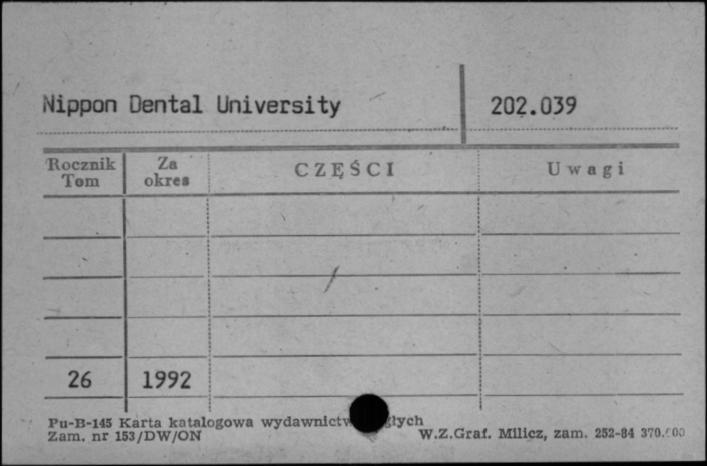 Nippon Dental University 202.039
Rocznik Za CZĘŚCI Uwagi
Tom okres
26 1992
Pu-B-145 Karta katalogowa
Zam. nr 153/DW/ON W.Z.Graf. Milicz, zam. 252-84